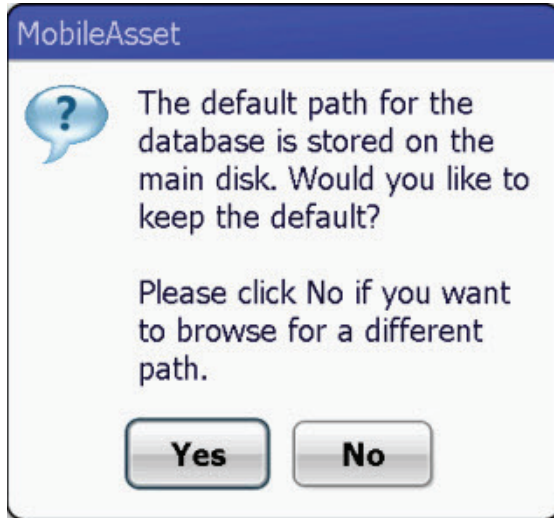 MobileAsset
?
The default path for the
database is stored on the
main disk. Would you like to
keep the default?
Please click No if you want
to browse for a different
path.
Yes No